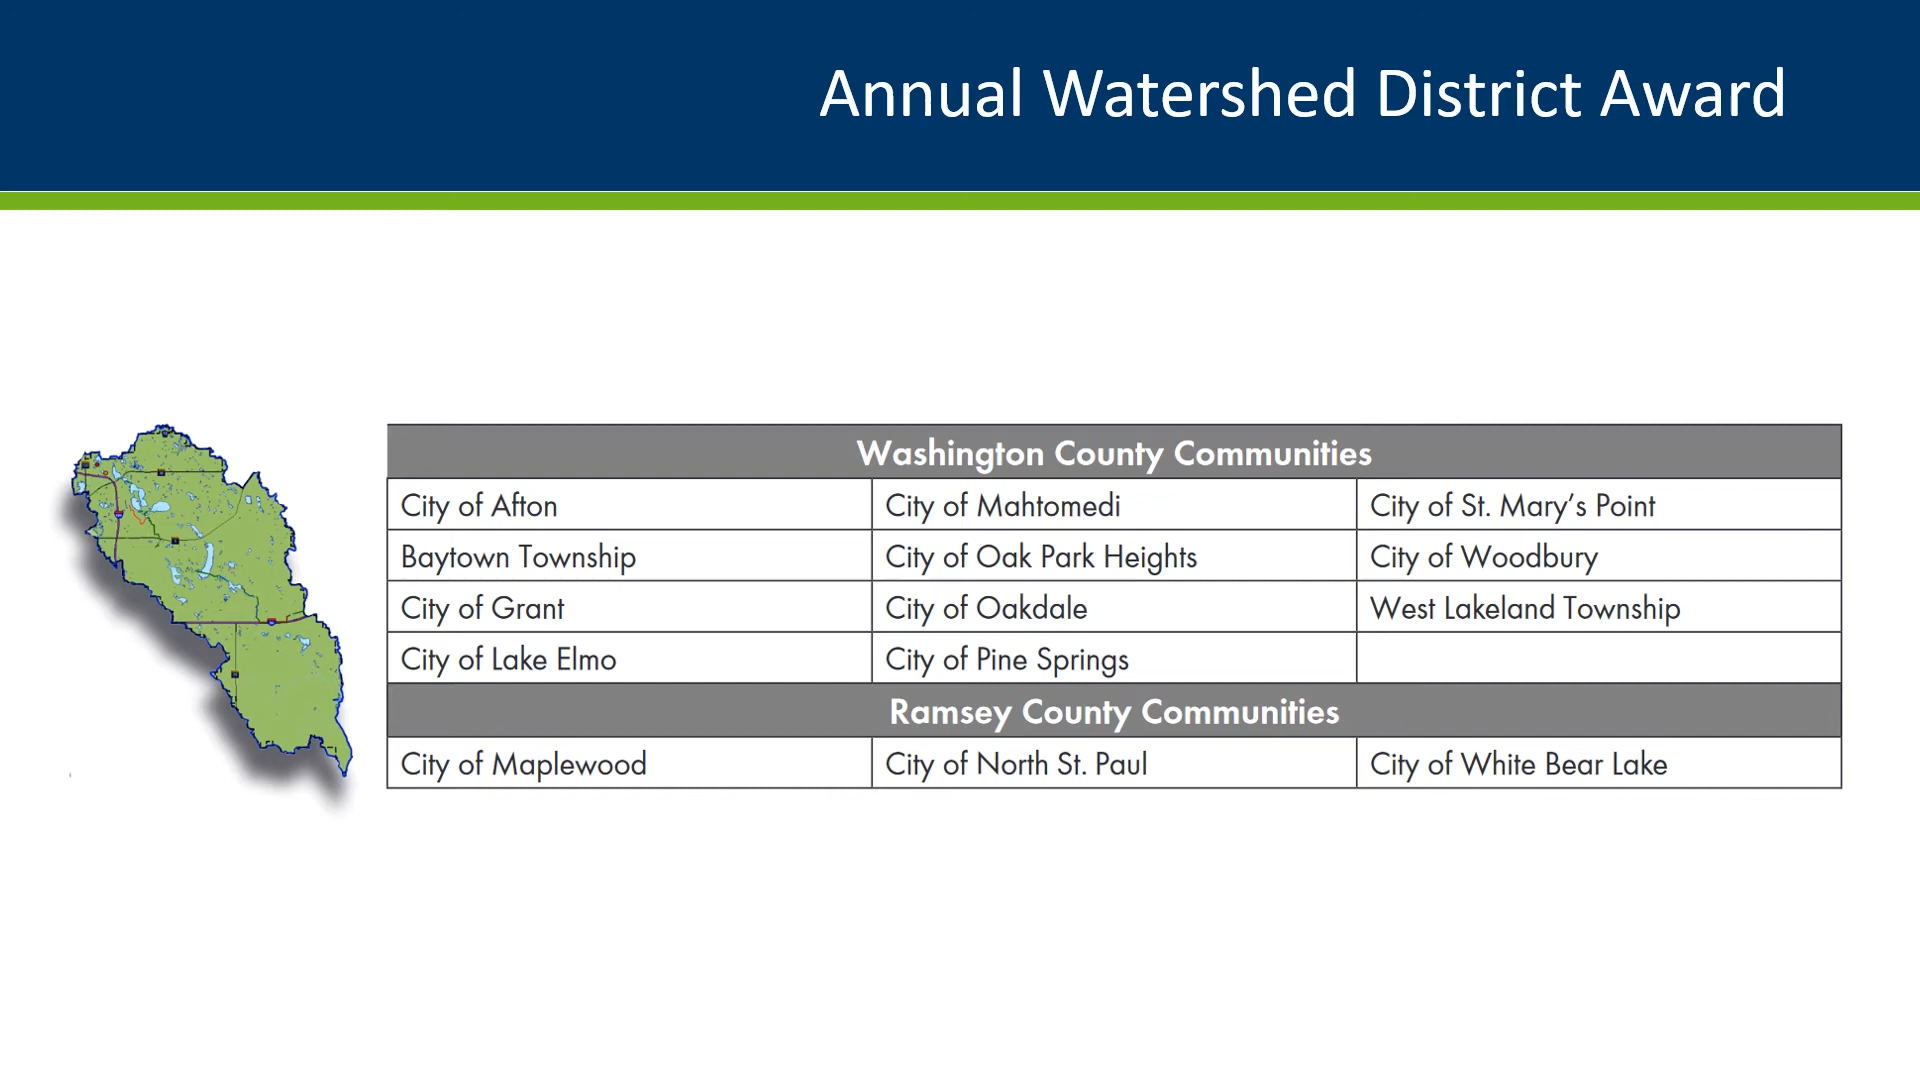 Annual Watershed District Award
Washington County Communities
City of Afton City of Mahtomedi City of St. Mary’s Point
Baytown Township City of Oak Park Heights City of Woodbury
City of Grant City of Oakdale West Lakeland Township
City of Lake Elmo City of Pine Springs
Ramsey County Communities
City of Maplewood City of North St. Paul City of White Bear Lake